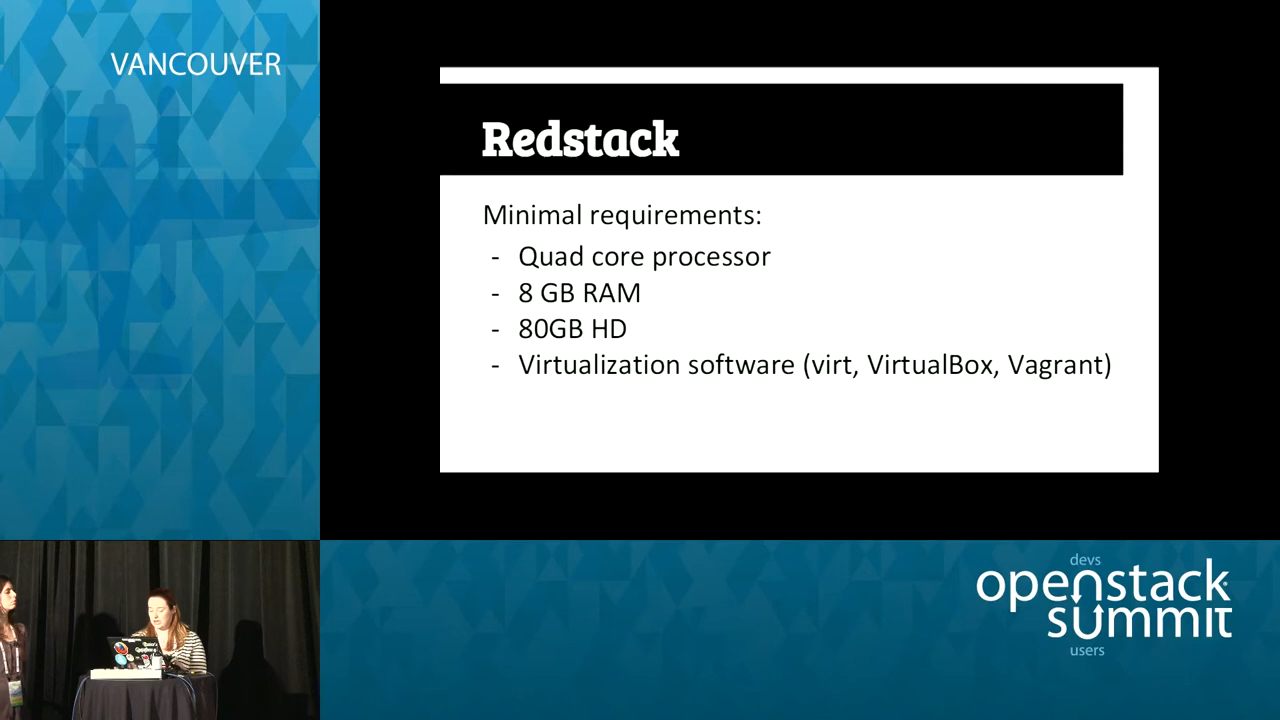 VANCOUVER
Redstack
Minimal requirements:
- Quad core processor
- 8 GB RAM
- 80GB HD
- Virtualization software (virt, VirtualBox, Vagrant)
devs
openstack
summit
users